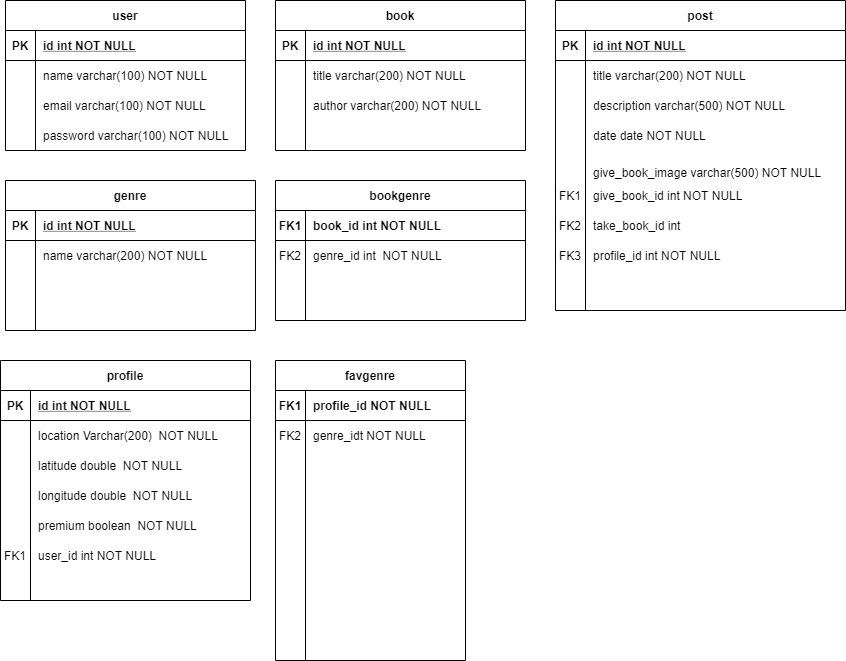 user
PK id int NOT NULL
name varchar(100) NOT NULL
email varchar(100) NOT NULL
password varchar(100) NOT NULL
book
PK id int NOT NULL
title varchar(200) NOT NULL
author varchar(200) NOT NULL
post
PK id int NOT NULL
title varchar(200) NOT NULL
description varchar(500) NOT NULL
date date NOT NULL
give_book_image varchar(500) NOT NULL
FK1 give_book_id int NOT NULL
FK2 take_book_id int
FK3 profile_id int NOT NULL
genre
PK id int NOT NULL
name varchar(200) NOT NULL
bookgenre
FK1 book_id int NOT NULL
FK2 genre_id int NOT NULL
profile
PK id int NOT NULL
location Varchar(200) NOT NULL
latitude double NOT NULL
longitude double NOT NULL
premium boolean NOT NULL
FK1 user_id int NOT NULL
favgenre
FK1 profile_id NOT NULL
FK2 genre_idt NOT NULL